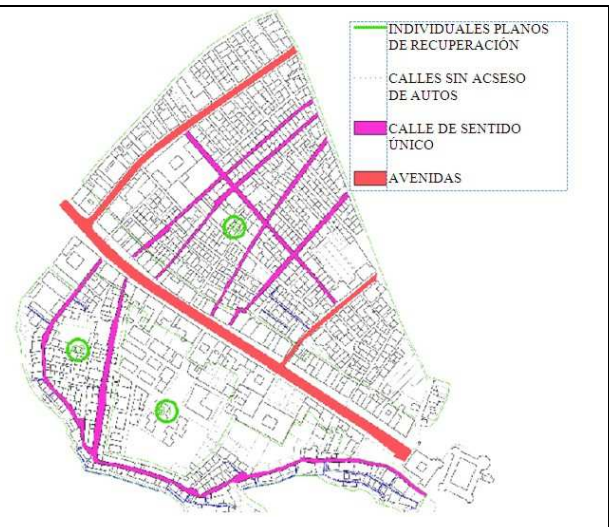 INDIVIDUALES PLANOS
DE RECUPERACIÓN
CALLES SIN ACSESO
DE AUTOS
CALLE DE SENTIDO
ÚNICO
AVENIDAS